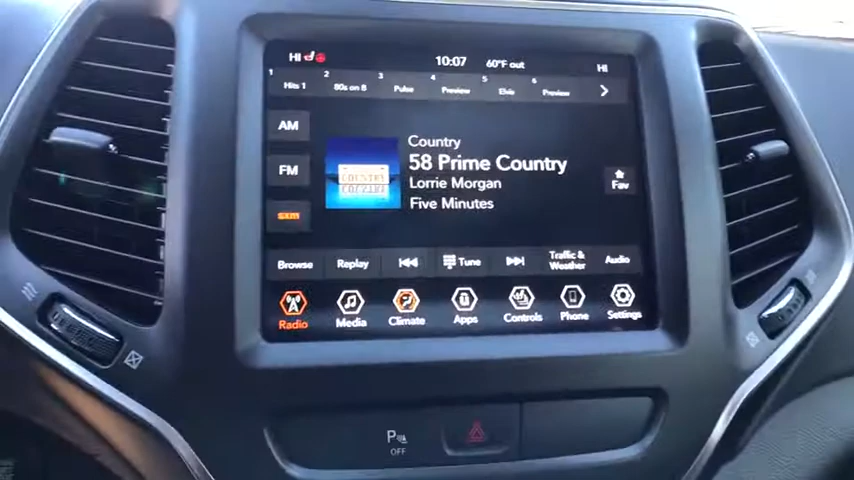 HI 10:07 60°F out HI
1 2 3 4 5 6
Hits 1 80s on 8 Pulse Preview Elvis Preview
AM
FM
sxm
COUNTRY
Country
58 Prime Country
Lorrie Morgan
Five Minutes
Fav
Browse Replay Tune Traffic & Weather Audio
Radio Media Climate Apps Controls Phone Settings
P OFF